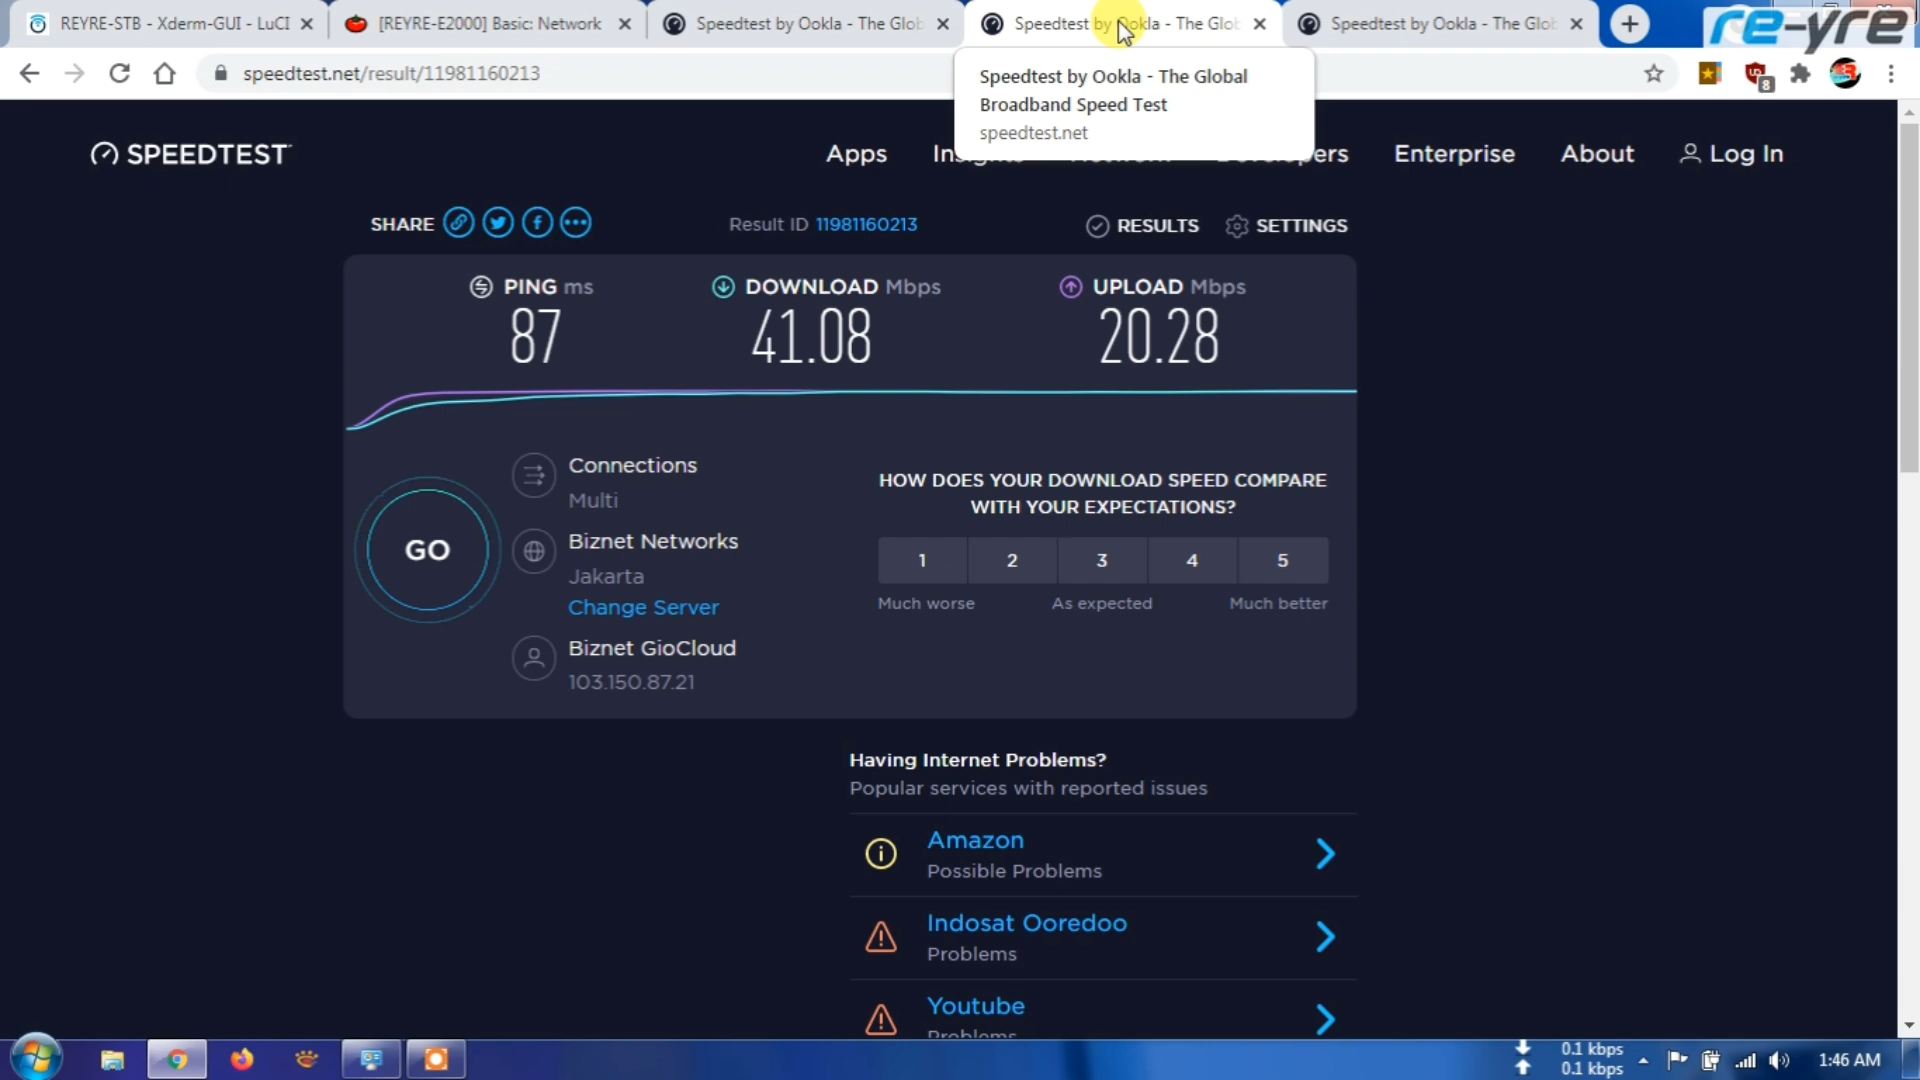 REYRE-STB - Xderm-GUI - LuCI
[REYRE-E2000] Basic: Network
Speedtest by Ookla - The Glob
Speedtest by Ookla - The Glob
Speedtest by Ookla - The Glob
re-yre
speedtest.net/result/11981160213
8
Speedtest by Ookla - The Global
Broadband Speed Test
speedtest.net
SPEEDTEST
Apps
Enterprise
About
Log In
SHARE
Result ID 11981160213
RESULTS
SETTINGS
PING ms
87
DOWNLOAD Mbps
41.08
UPLOAD Mbps
20.28
GO
Connections
Multi
Biznet Networks
Jakarta
Change Server
Biznet GioCloud
103.150.87.21
HOW DOES YOUR DOWNLOAD SPEED COMPARE
WITH YOUR EXPECTATIONS?
1 2 3 4 5
Much worse As expected Much better
Having Internet Problems?
Popular services with reported issues
Amazon
Possible Problems
Indosat Ooredoo
Problems
Youtube
Problems
0.1 kbps
0.1 kbps
1:46 AM